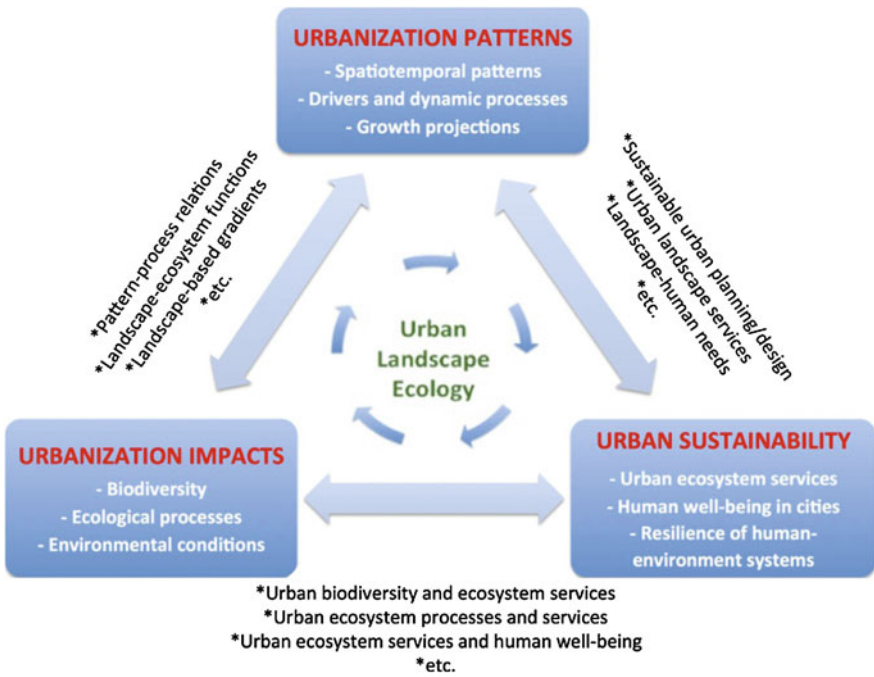 URBANIZATION PATTERNS
- Spatiotemporal patterns
- Drivers and dynamic processes
- Growth projections
*Pattern-process relations
*Landscape-ecosystem functions
*Landscape-based gradients
*etc.
*Sustainable urban planning/design
*Urban landscape services
*Landscape-human needs
*etc.
Urban
Landscape
Ecology
URBANIZATION IMPACTS
- Biodiversity
- Ecological processes
- Environmental conditions
URBAN SUSTAINABILITY
- Urban ecosystem services
- Human well-being in cities
- Resilience of human-
environment systems
*Urban biodiversity and ecosystem services
*Urban ecosystem processes and services
*Urban ecosystem services and human well-being
*etc.